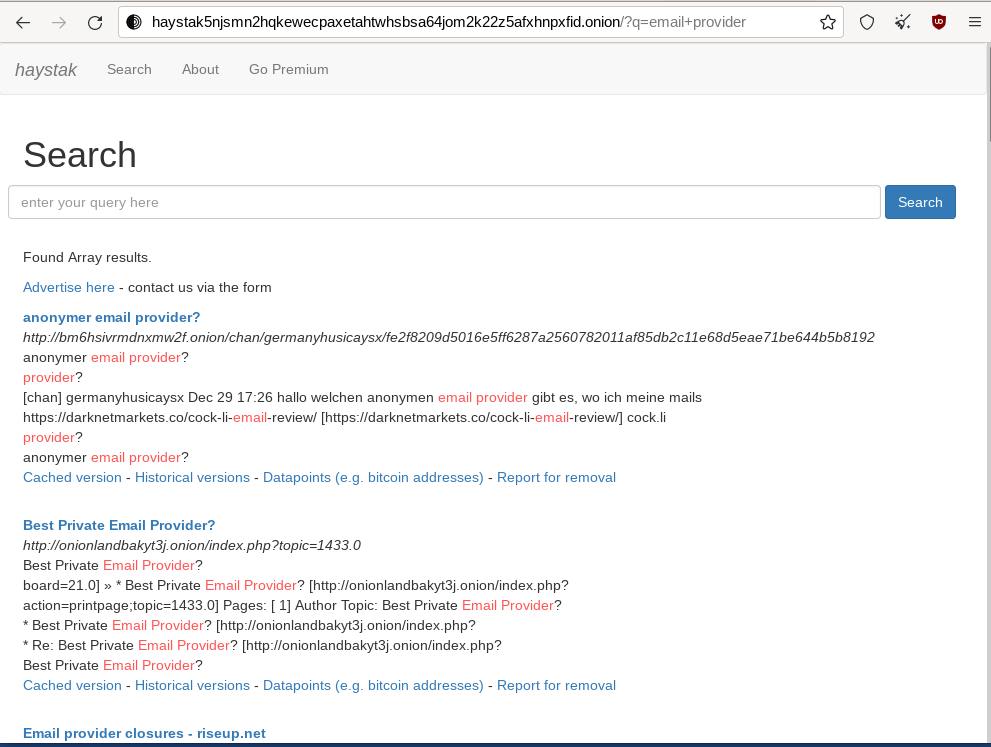 haystak5njsmn2hqkewecpaxetahtwhsbsa64jom2k22z5afxhnpxfid.onion/?q=email+provider
haystak Search About Go Premium
Search
enter your query here Search
Found Array results.
Advertise here - contact us via the form
anonymer email provider?
http://bm6hsivrmdnxmw2f.onion/chan/germanyhusicaysx/fe2f8209d5016e5ff6287a2560782011af85db2c11e68d5eae71be644b5b8192
anonymer email provider?
provider?
[chan] germanyhusicaysx Dec 29 17:26 hallo welchen anonymen email provider gibt es, wo ich meine mails
https://darknetmarkets.co/cock-li-email-review/ [https://darknetmarkets.co/cock-li-email-review/] cock.li
provider?
anonymer email provider?
Cached version - Historical versions - Datapoints (e.g. bitcoin addresses) - Report for removal
Best Private Email Provider?
http://onionlandbakyt3j.onion/index.php?topic=1433.0
Best Private Email Provider?
board=21.0] » * Best Private Email Provider? [http://onionlandbakyt3j.onion/index.php?
action=printpage;topic=1433.0] Pages: [ 1] Author Topic: Best Private Email Provider?
* Best Private Email Provider? [http://onionlandbakyt3j.onion/index.php?
* Re: Best Private Email Provider? [http://onionlandbakyt3j.onion/index.php?
Best Private Email Provider?
Cached version - Historical versions - Datapoints (e.g. bitcoin addresses) - Report for removal
Email provider closures - riseup.net